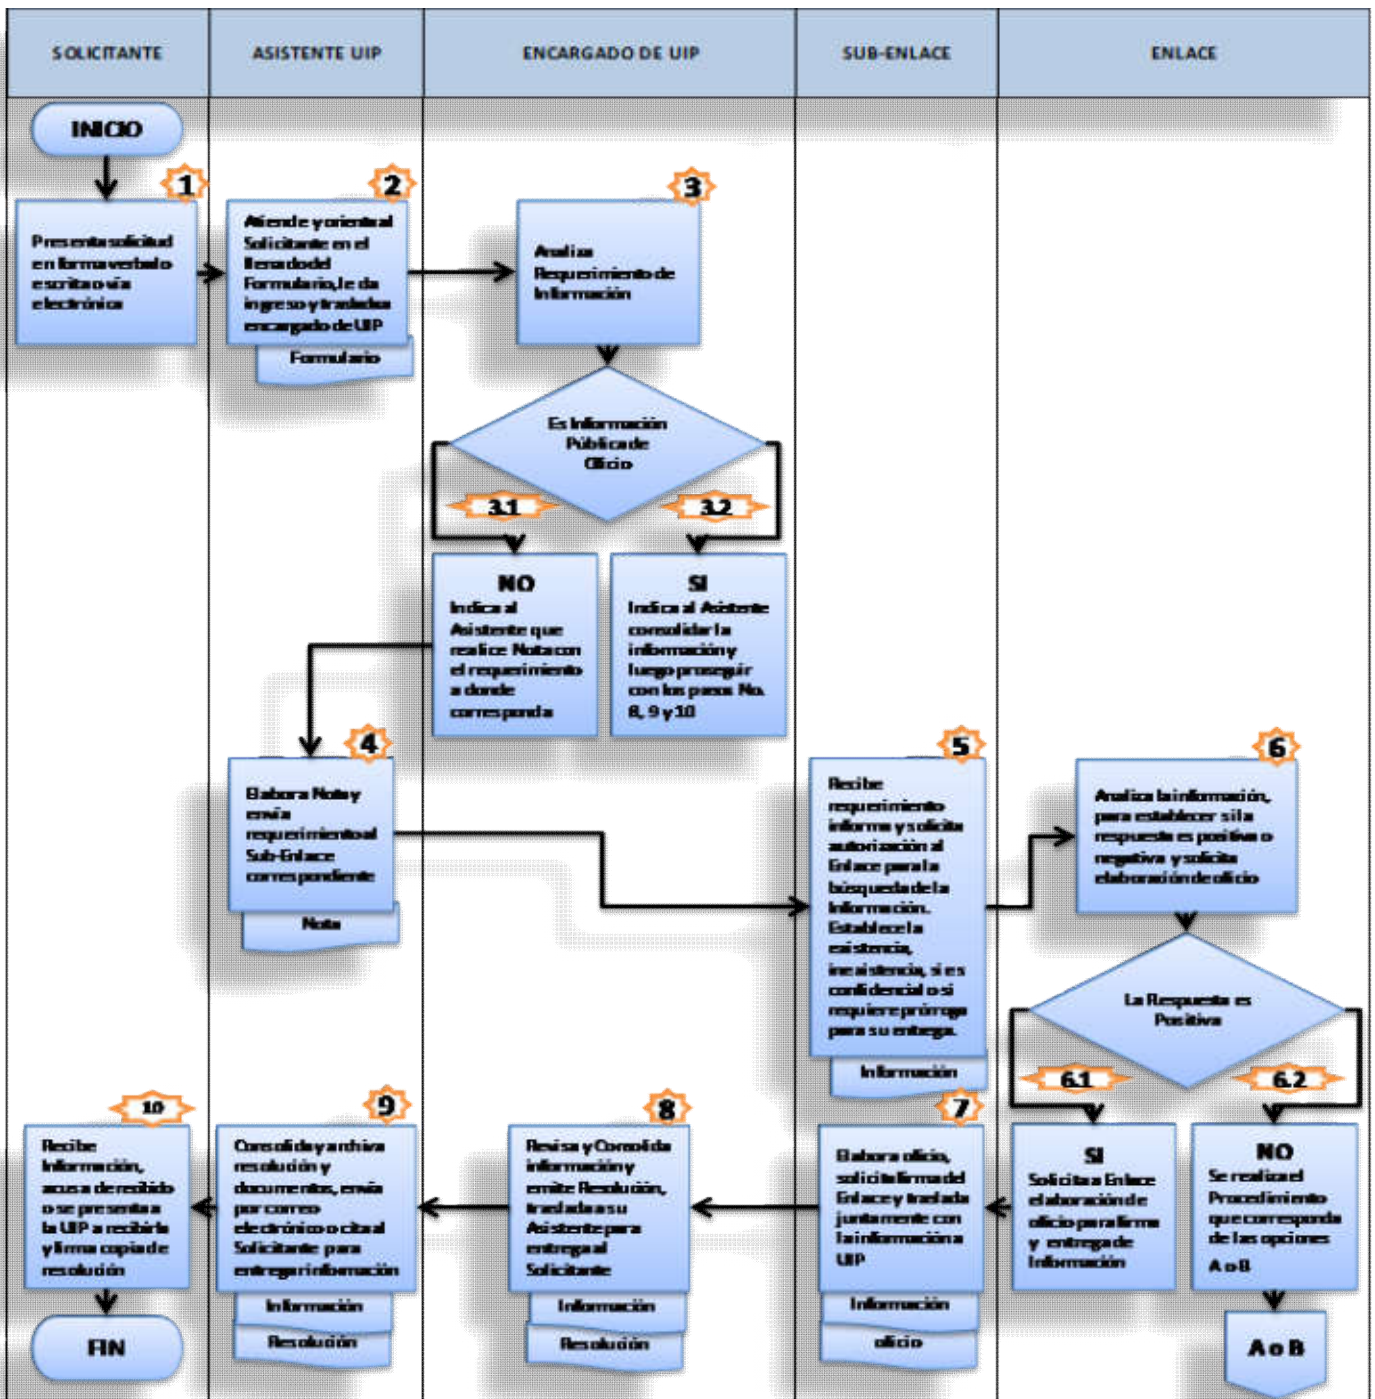 SOLICITANTE
ASISTENTE UIP
ENCARGADO DE UIP
SUB-ENLACE
ENLACE
INICIO
1
Presenta solicitud
en forma verbal o
escrita o vía
electrónica
2
Atiende y orienta al
Solicitante en el
llenado del
Formulario, le da
ingreso y traslada a
encargado de UIP
Formulario
3
Analiza
Requerimiento de
Información
Es Información
Pública de
Oficio
3.1
3.2
NO
Indica al
Asistente que
realice Nota con
el requerimiento
a donde
corresponda
SI
Indica al Asistente
consolidar la
información y
luego proseguir
con los pasos No.
8, 9 y 10
4
Elabora Nota y
envía
requerimiento al
Sub-Enlace
correspondiente
Nota
5
Recibe
requerimiento
informa y solicita
autorización al
Enlace para la
búsqueda de la
Información.
Establece la
existencia,
inexistencia, si es
confidencial o si
requiere prórroga
para su entrega.
Información
6
Analiza la información,
para establecer si la
respuesta es positiva o
negativa y solicita
elaboración de oficio
La Respuesta es
Positiva
6.1
6.2
SI
Solicita a Enlace
elaboración de
oficio para firma
y entrega de
Información
NO
Se realiza el
Procedimiento
que corresponda
de las opciones
A o B
A o B
7
Elabora oficio,
solicita firma del
Enlace y traslada
juntamente con
la información a
UIP
Información
oficio
8
Revisa y Consolida
información y
emite Resolución,
traslada a su
Asistente para
entrega al
Solicitante
Información
Resolución
9
Consolida y archiva
resolución y
documentos, envía
por correo
electrónico o cita al
Solicitante para
entregar información
Información
Resolución
10
Recibe
Información,
acusa de recibido
o se presenta a
la UIP a recibirla
y firma copia de
resolución
FIN